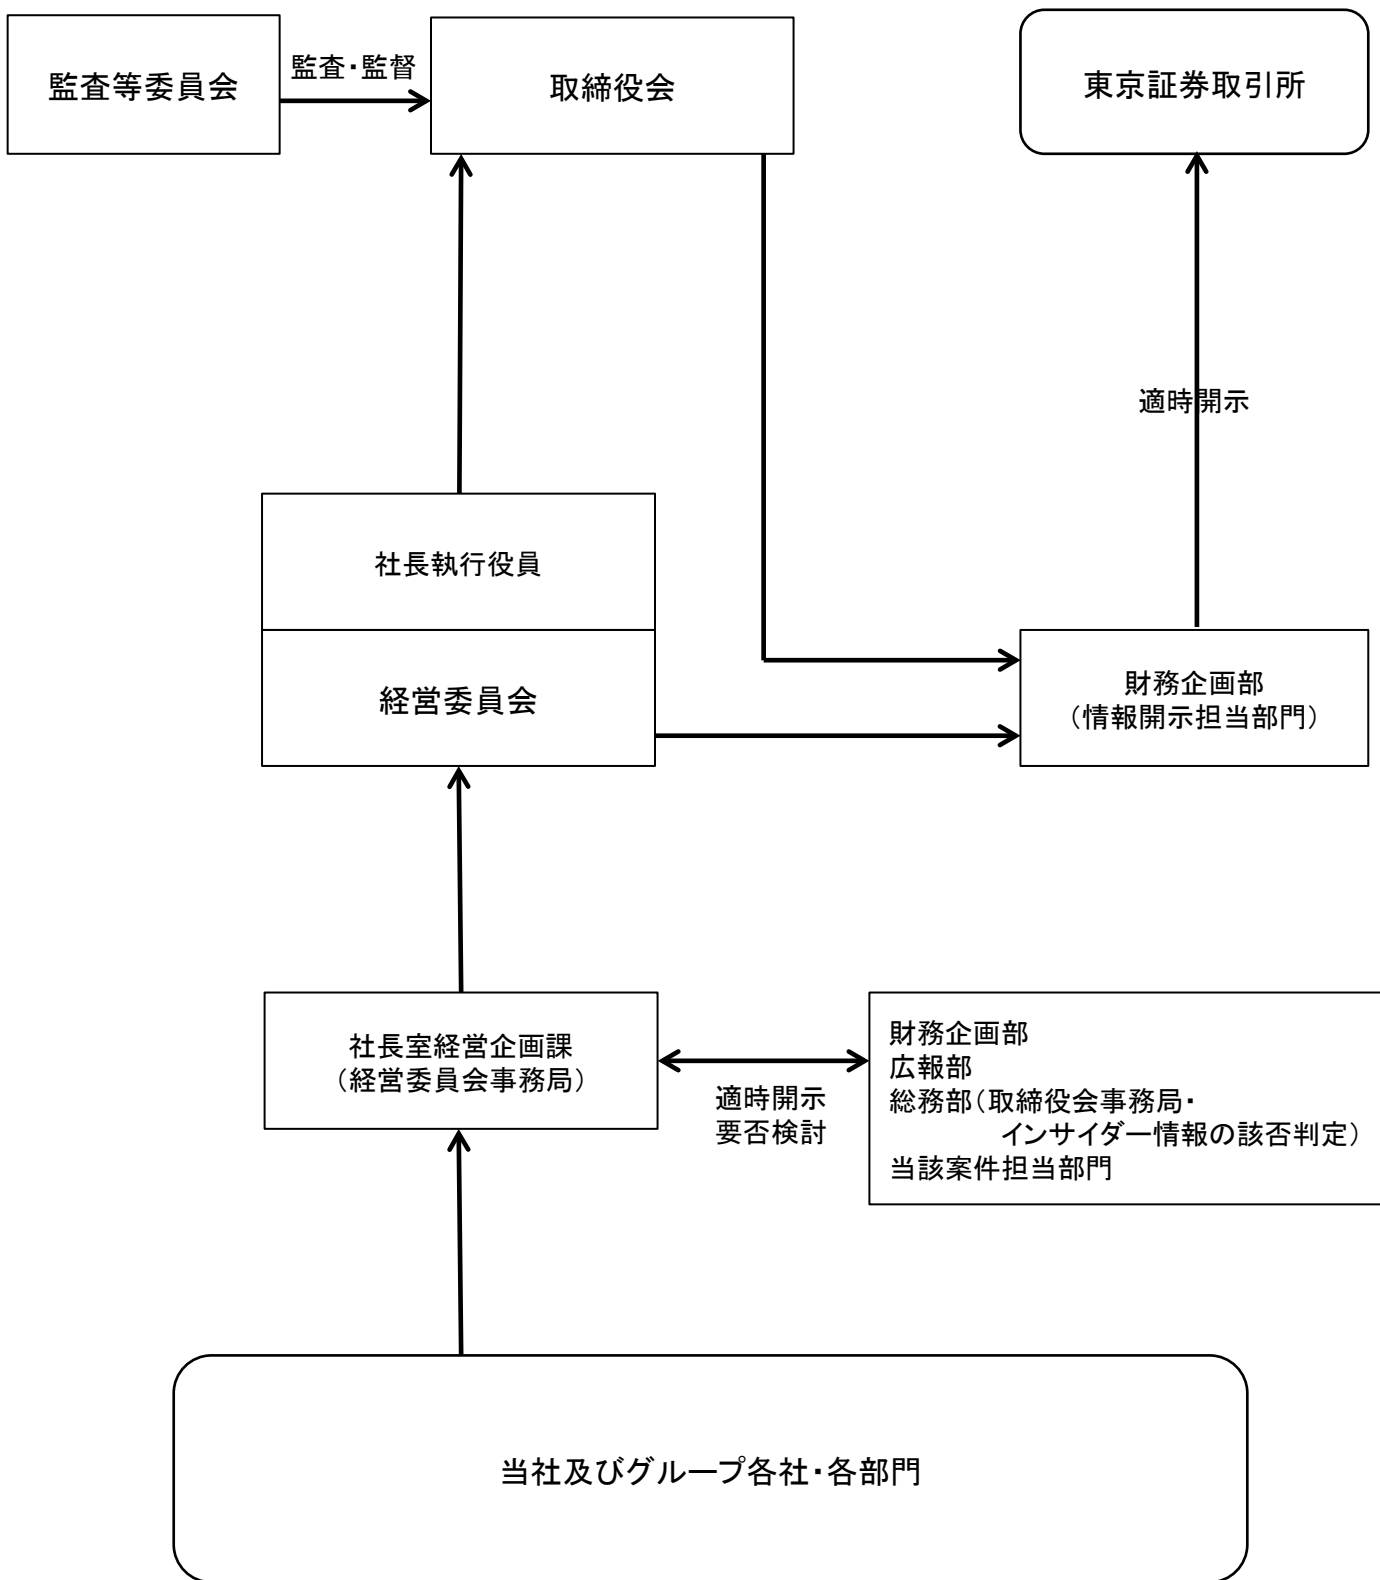 監査等委員会
監査・監督
取締役会
東京証券取引所
適時開示
社長執行役員
経営委員会
財務企画部
（情報開示担当部門）
社長室経営企画課
（経営委員会事務局）
適時開示
要否検討
財務企画部
広報部
総務部（取締役会事務局・
インサイダー情報の該否判定）
当該案件担当部門
当社及びグループ各社・各部門